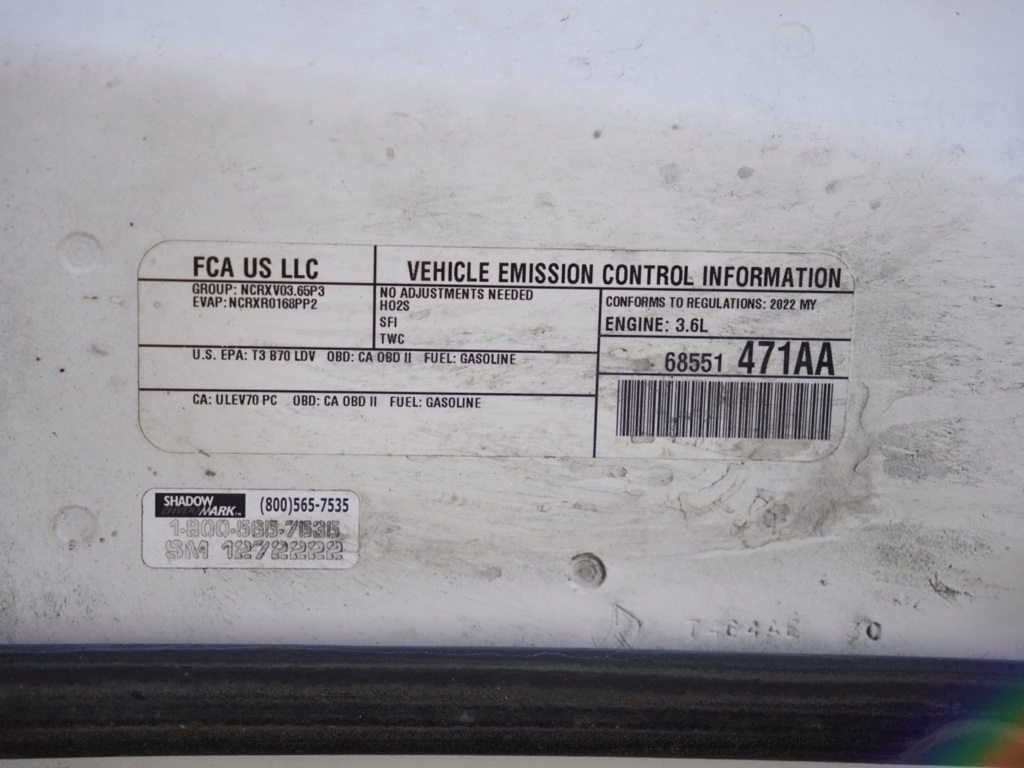 FCA US LLC
VEHICLE EMISSION CONTROL INFORMATION
GROUP: NCRXV03.65P3
EVAP: NCRXR0168PP2
NO ADJUSTMENTS NEEDED
HO2S
SFI
TWC
CONFORMS TO REGULATIONS: 2022 MY
ENGINE: 3.6L
68551 471AA
U.S. EPA: T3 B70 LDV OBD: CA OBD II FUEL: GASOLINE
CA: ULEV70 PC OBD: CA OBD II FUEL: GASOLINE
SHADOW MARK™ (800)565-7535
1-800-565-7535
SM 1272222